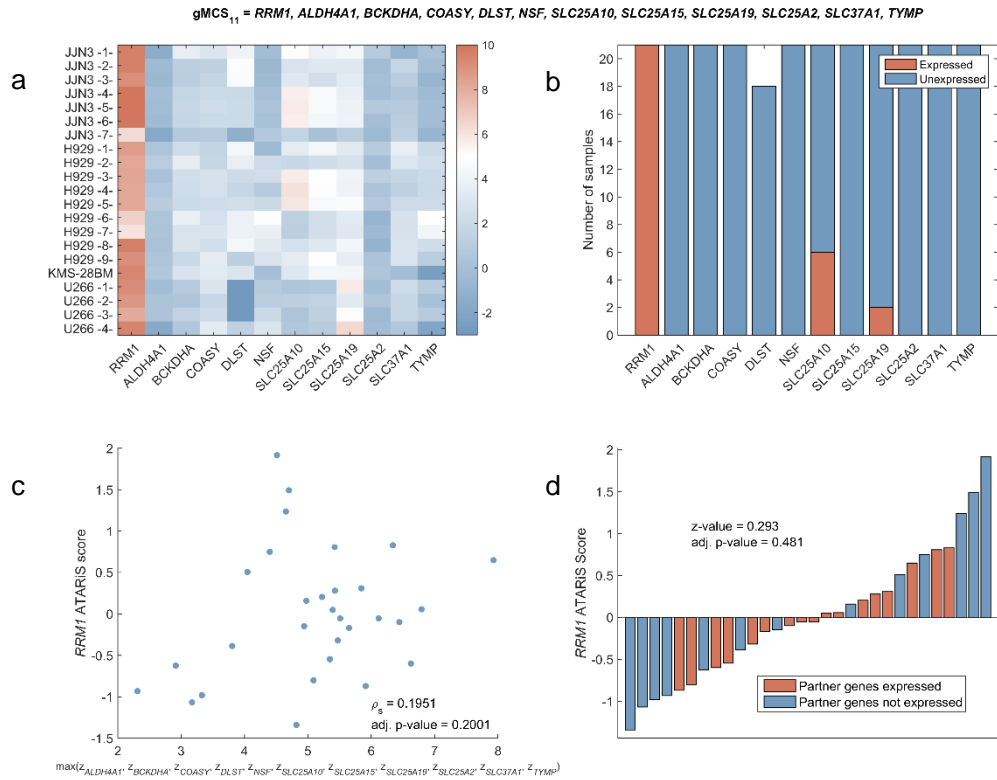 gMCS11 = RRM1, ALDH4A1, BCKDHA, COASY, DLST, NSF, SLC25A10, SLC25A15, SLC25A19, SLC25A2, SLC37A1, TYMP
a
JJN3 -1-
JJN3 -2-
JJN3 -3-
JJN3 -4-
JJN3 -5-
JJN3 -6-
JJN3 -7-
H929 -1-
H929 -2-
H929 -3-
H929 -4-
H929 -5-
H929 -6-
H929 -7-
H929 -8-
H929 -9-
KMS-28BM
U266 -1-
U266 -2-
U266 -3-
U266 -4-
RRM1
ALDH4A1
BCKDHA
COASY
DLST
NSF
SLC25A10
SLC25A15
SLC25A19
SLC25A2
SLC37A1
TYMP
10
8
6
4
2
0
-2
b
Number of samples
20
18
16
14
12
10
8
6
4
2
0
Expressed
Unexpressed
RRM1
ALDH4A1
BCKDHA
COASY
DLST
NSF
SLC25A10
SLC25A15
SLC25A19
SLC25A2
SLC37A1
TYMP
c
RRM1 ATARiS Score
2
1.5
1
0.5
0
-0.5
-1
-1.5
ρs = 0.1951
adj. p-value = 0.2001
2 3 4 5 6 7 8
max(zALDH4A1, zBCKDHA, zCOASY, zDLST, zNSF, zSLC25A10, zSLC25A15, zSLC25A19, zSLC25A2, zSLC37A1, zTYMP)
d
RRM1 ATARiS Score
2
1.5
1
0.5
0
-0.5
-1
z-value = 0.293
adj. p-value = 0.481
Partner genes expressed
Partner genes not expressed